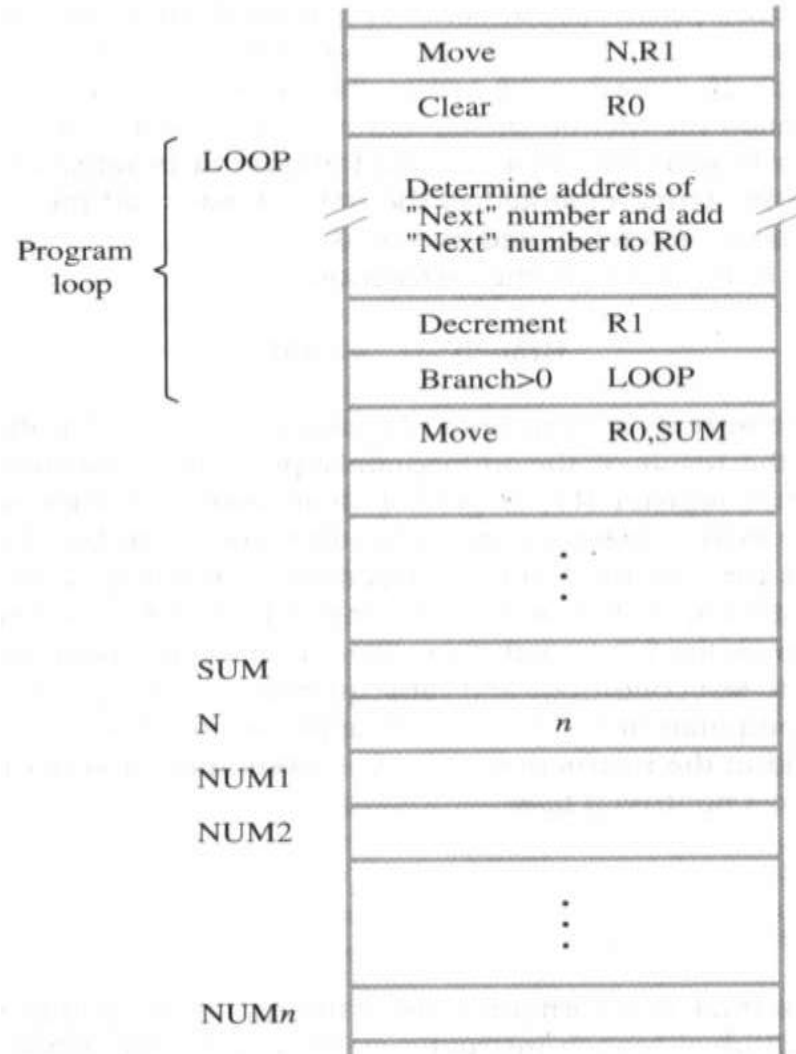 Move N,R1
Clear R0
LOOP
Determine address of
"Next" number and add
"Next" number to R0
Program
loop
Decrement R1
Branch>0 LOOP
Move R0,SUM
SUM
N n
NUM1
NUM2
NUMn